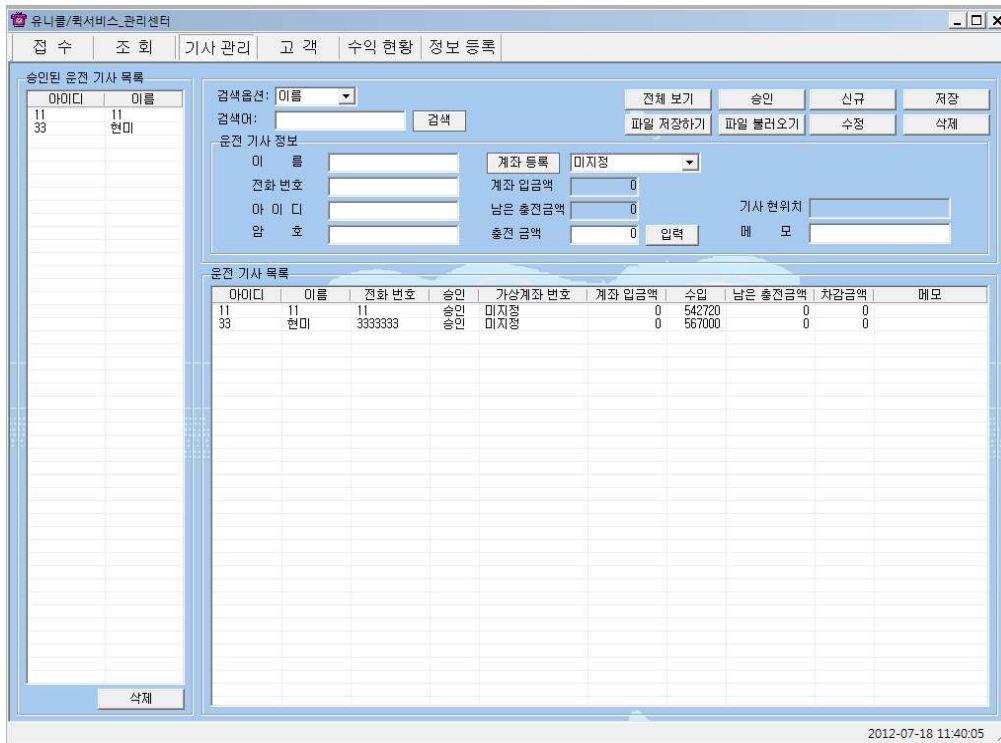 유니콜/퀵서비스_관리센터
접 수 조 회 기사 관리 고 객 수익 현황 정보 등록
승인된 운전 기사 목록
아이디 이름
11 11
33 현미
삭제
검색옵션: 이름
검색어: 검색
전체 보기 승인 신규 저장
파일 저장하기 파일 불러오기 수정 삭제
운전 기사 정보
이 름 계좌 등록 미지정
전화 번호 계좌 입금액 0
아 이 디 남은 충전금액 0 기사 현위치
암 호 충전 금액 0 입력 메 모
운전 기사 목록
아이디 이름 전화 번호 승인 가상계좌 번호 계좌 입금액 수입 남은 충전금액 차감금액 메모
11 11 11 승인 미지정 0 542720 0 0
33 현미 3333333 승인 미지정 0 567000 0 0
2012-07-18 11:40:05